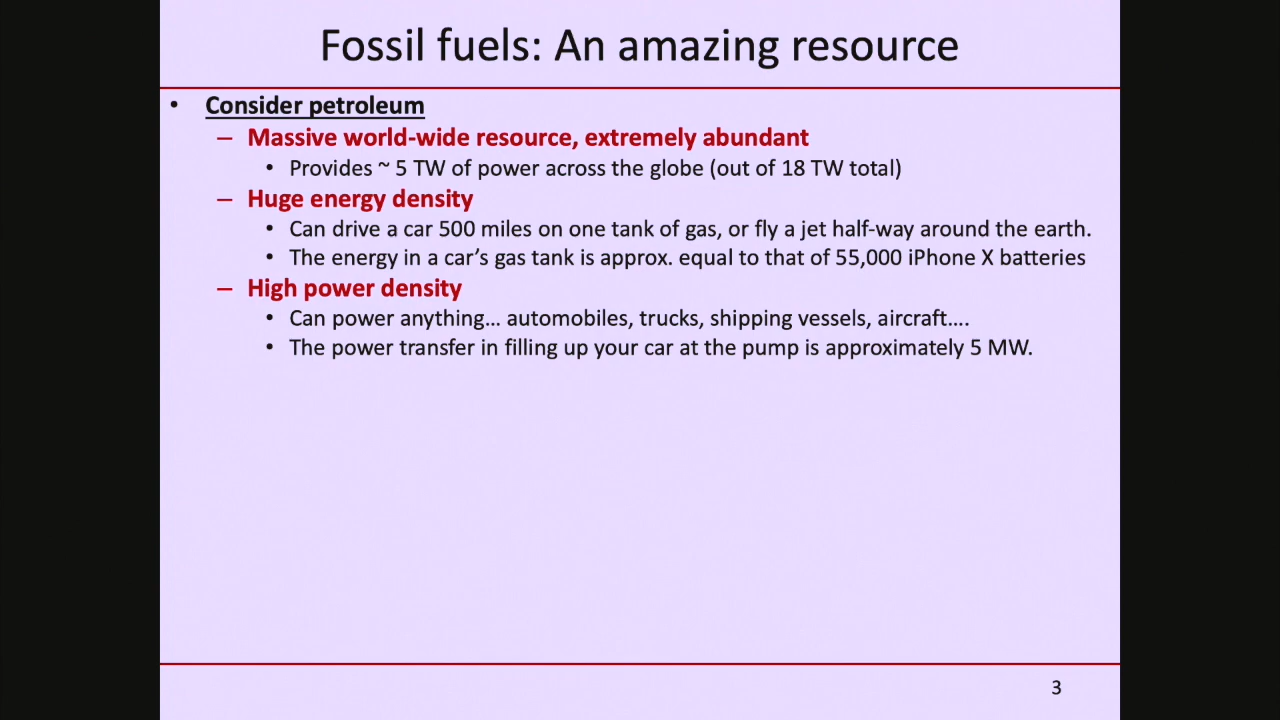 Fossil fuels: An amazing resource
• Consider petroleum
– Massive world-wide resource, extremely abundant
• Provides ~ 5 TW of power across the globe (out of 18 TW total)
– Huge energy density
• Can drive a car 500 miles on one tank of gas, or fly a jet half-way around the earth.
• The energy in a car’s gas tank is approx. equal to that of 55,000 iPhone X batteries
– High power density
• Can power anything… automobiles, trucks, shipping vessels, aircraft….
• The power transfer in filling up your car at the pump is approximately 5 MW.
3